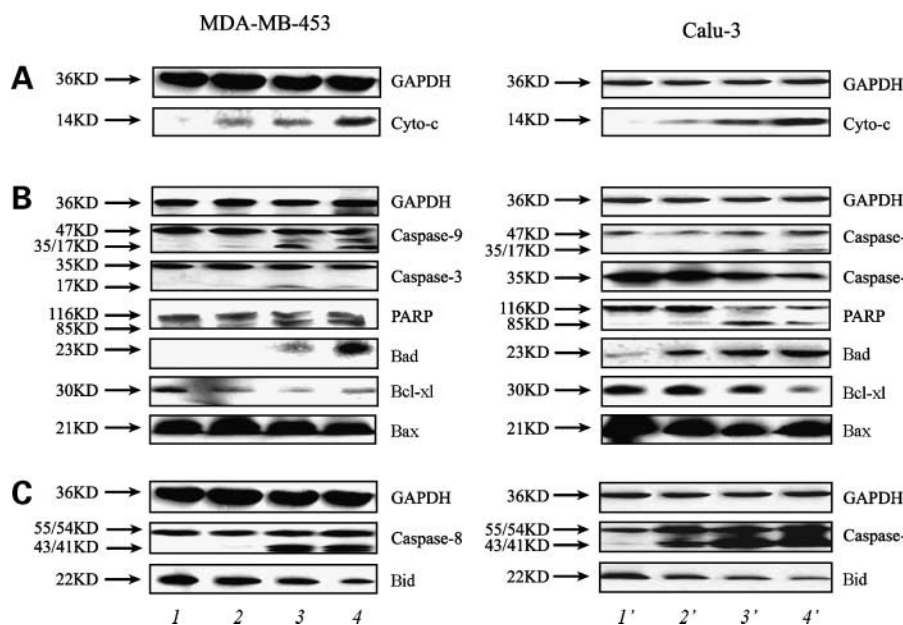 MDA-MB-453
Calu-3
A
36KD GAPDH
14KD Cyto-c
36KD GAPDH
14KD Cyto-c
B
36KD GAPDH
47KD Caspase-9
35/17KD
35KD Caspase-3
17KD
116KD PARP
85KD
23KD Bad
30KD Bcl-xl
21KD Bax
36KD GAPDH
47KD Caspase-
35/17KD
35KD Caspase-
116KD PARP
85KD
23KD Bad
30KD Bcl-xl
21KD Bax
C
36KD GAPDH
55/54KD Caspase-8
43/41KD
22KD Bid
36KD GAPDH
55/54KD Caspase-
43/41KD
22KD Bid
1 2 3 4
1' 2' 3' 4'